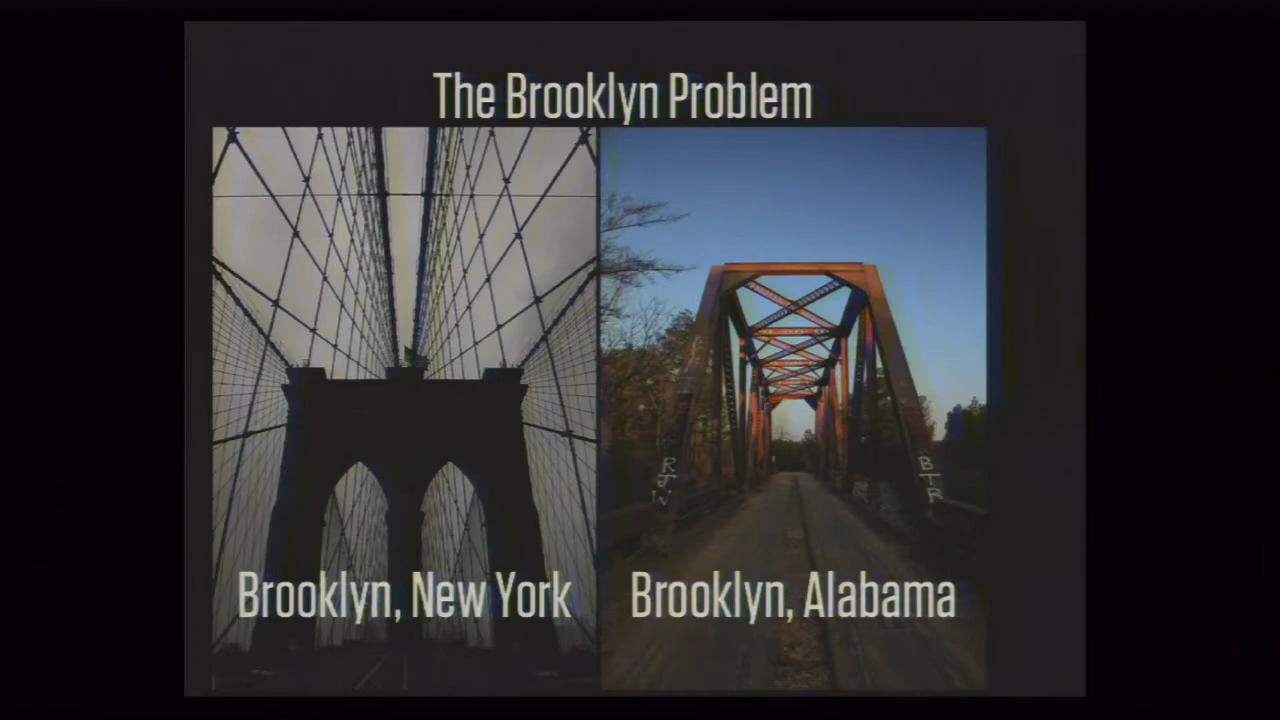 The Brooklyn Problem
R
J
W
B
T
R
Brooklyn, New York
Brooklyn, Alabama